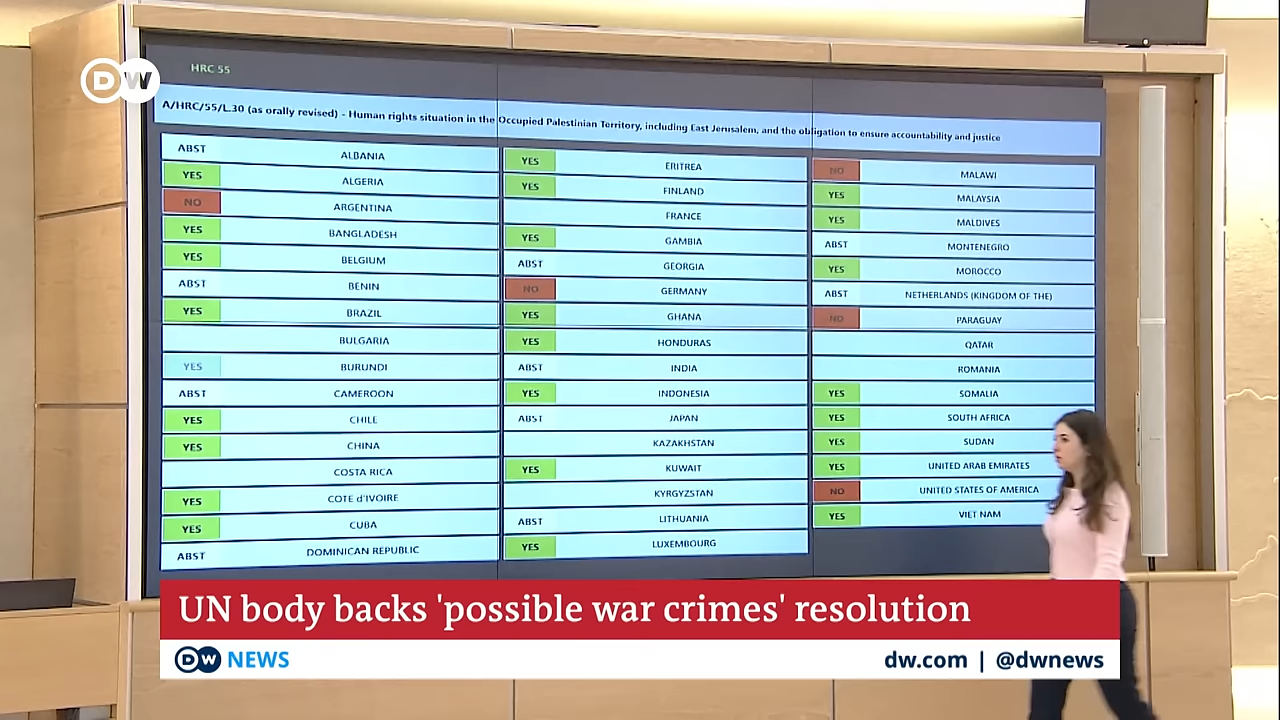 DW
HRC 55
A/HRC/55/L.30 (as orally revised) - Human rights situation in the Occupied Palestinian Territory, including East Jerusalem, and the obligation to ensure accountability and justice
ABST ALBANIA
YES ALGERIA
NO ARGENTINA
YES BANGLADESH
YES BELGIUM
ABST BENIN
YES BRAZIL
BULGARIA
YES BURUNDI
ABST CAMEROON
YES CHILE
YES CHINA
COSTA RICA
YES COTE d'IVOIRE
YES CUBA
ABST DOMINICAN REPUBLIC
YES ERITREA
YES FINLAND
FRANCE
YES GAMBIA
ABST GEORGIA
NO GERMANY
YES GHANA
YES HONDURAS
ABST INDIA
YES INDONESIA
ABST JAPAN
KAZAKHSTAN
YES KUWAIT
KYRGYZSTAN
ABST LITHUANIA
YES LUXEMBOURG
NO MALAWI
YES MALAYSIA
YES MALDIVES
ABST MONTENEGRO
YES MOROCCO
ABST NETHERLANDS (KINGDOM OF THE)
NO PARAGUAY
QATAR
ROMANIA
YES SOMALIA
YES SOUTH AFRICA
YES SUDAN
YES UNITED ARAB EMIRATES
NO UNITED STATES OF AMERICA
YES VIET NAM
UN body backs 'possible war crimes' resolution
DW NEWS dw.com | @dwnews